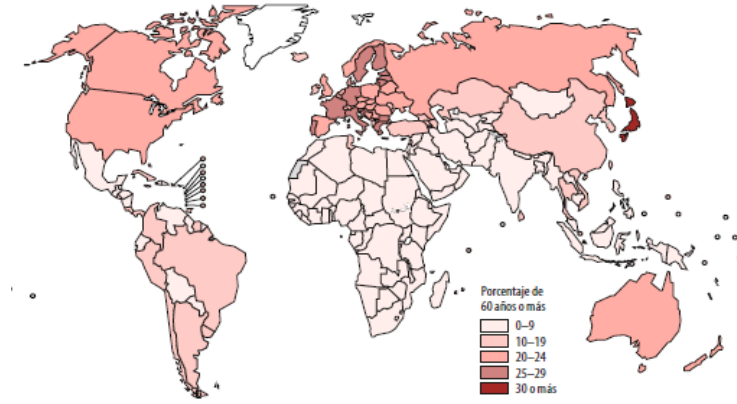 Porcentaje de
60 años o más
0–9
10–19
20–24
25–29
30 o más